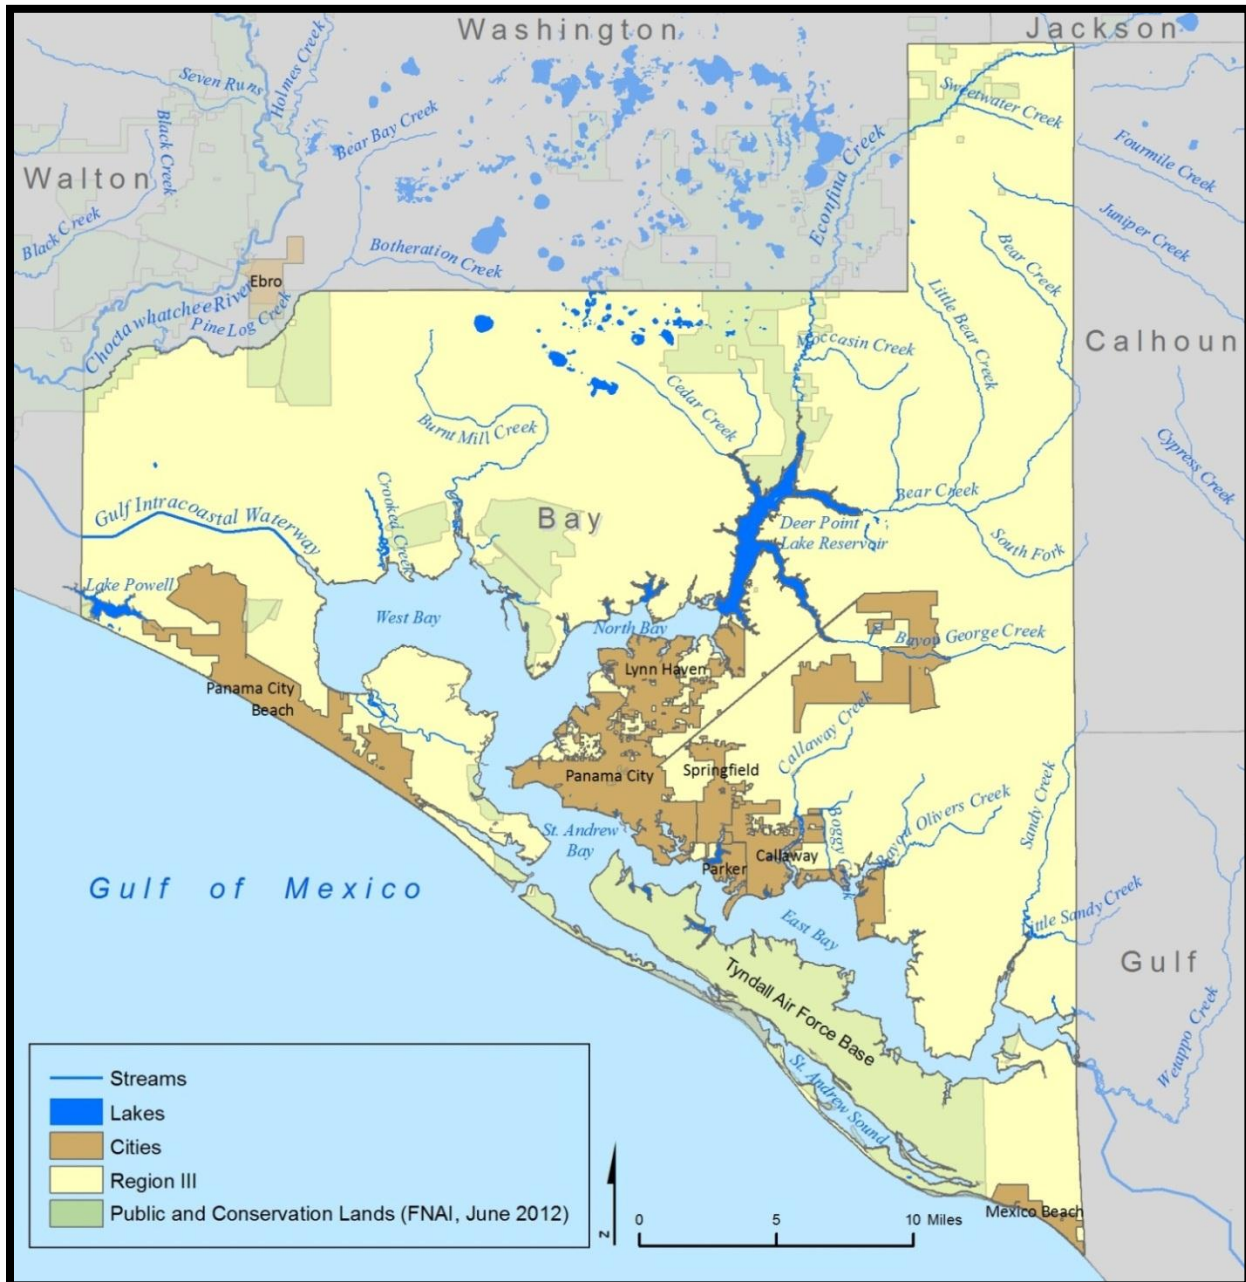 Washington
Jackson
Seven Runs
Holmes Creek
Bear Bay Creek
Black Creek
Sweetwater Creek
Econfina Creek
Fourmile Creek
Walton
Black Creek
Juniper Creek
Botheration Creek
Bear Creek
Ebro
Choctawhatchee River
Pine Log Creek
Little Bear Creek
Moccasin Creek
Calhoun
Cedar Creek
Burnt Mill Creek
Cypress Creek
Crooked Creek
Bear Creek
Gulf Intracoastal Waterway
Bay
Deer Point
Lake Reservoir
South Fork
Lake Powell
West Bay
North Bay
Bayou George Creek
Lynn Haven
Panama City
Beach
Callaway Creek
Panama City
Springfield
Sandy Creek
Boggy Creek
Bayou Olivers Creek
St. Andrew
Bay
Callaway
Parker
Gulf of Mexico
Little Sandy Creek
East Bay
Gulf
Tyndall Air Force Base
Wetappo Creek
St. Andrew Sound
Streams
Lakes
Cities
Region III
Public and Conservation Lands (FNAI, June 2012)
N
0 5 10 Miles
Mexico Beach